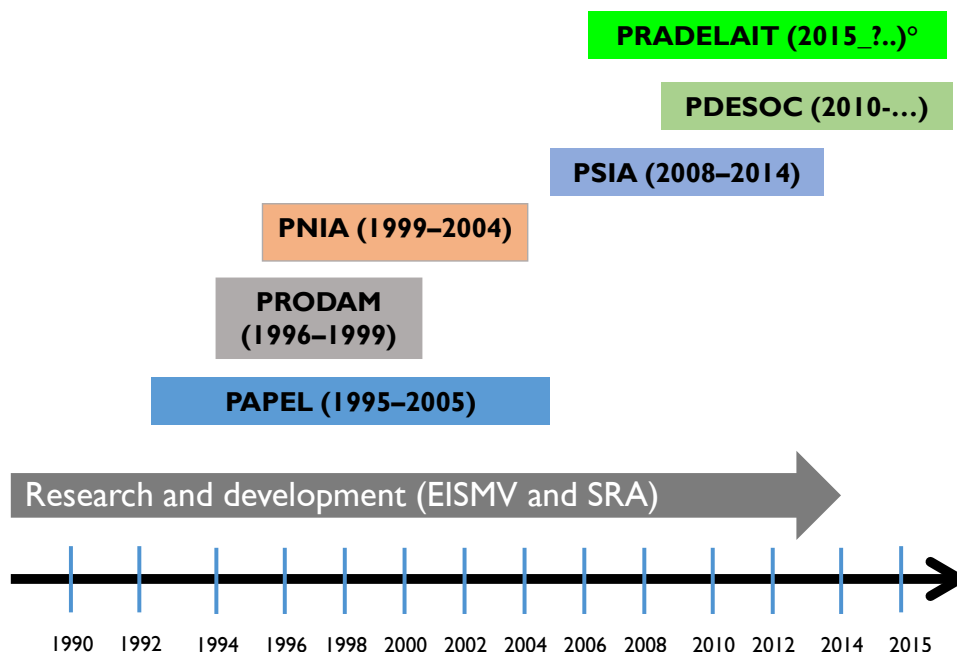 PRADELAIT (2015_?..)°
PDESOC (2010-…)
PSIA (2008–2014)
PNIA (1999–2004)
PRODAM
(1996–1999)
PAPEL (1995–2005)
Research and development (EISMV and SRA)
1990 1992 1994 1996 1998 2000 2002 2004 2006 2008 2010 2012 2014 2015